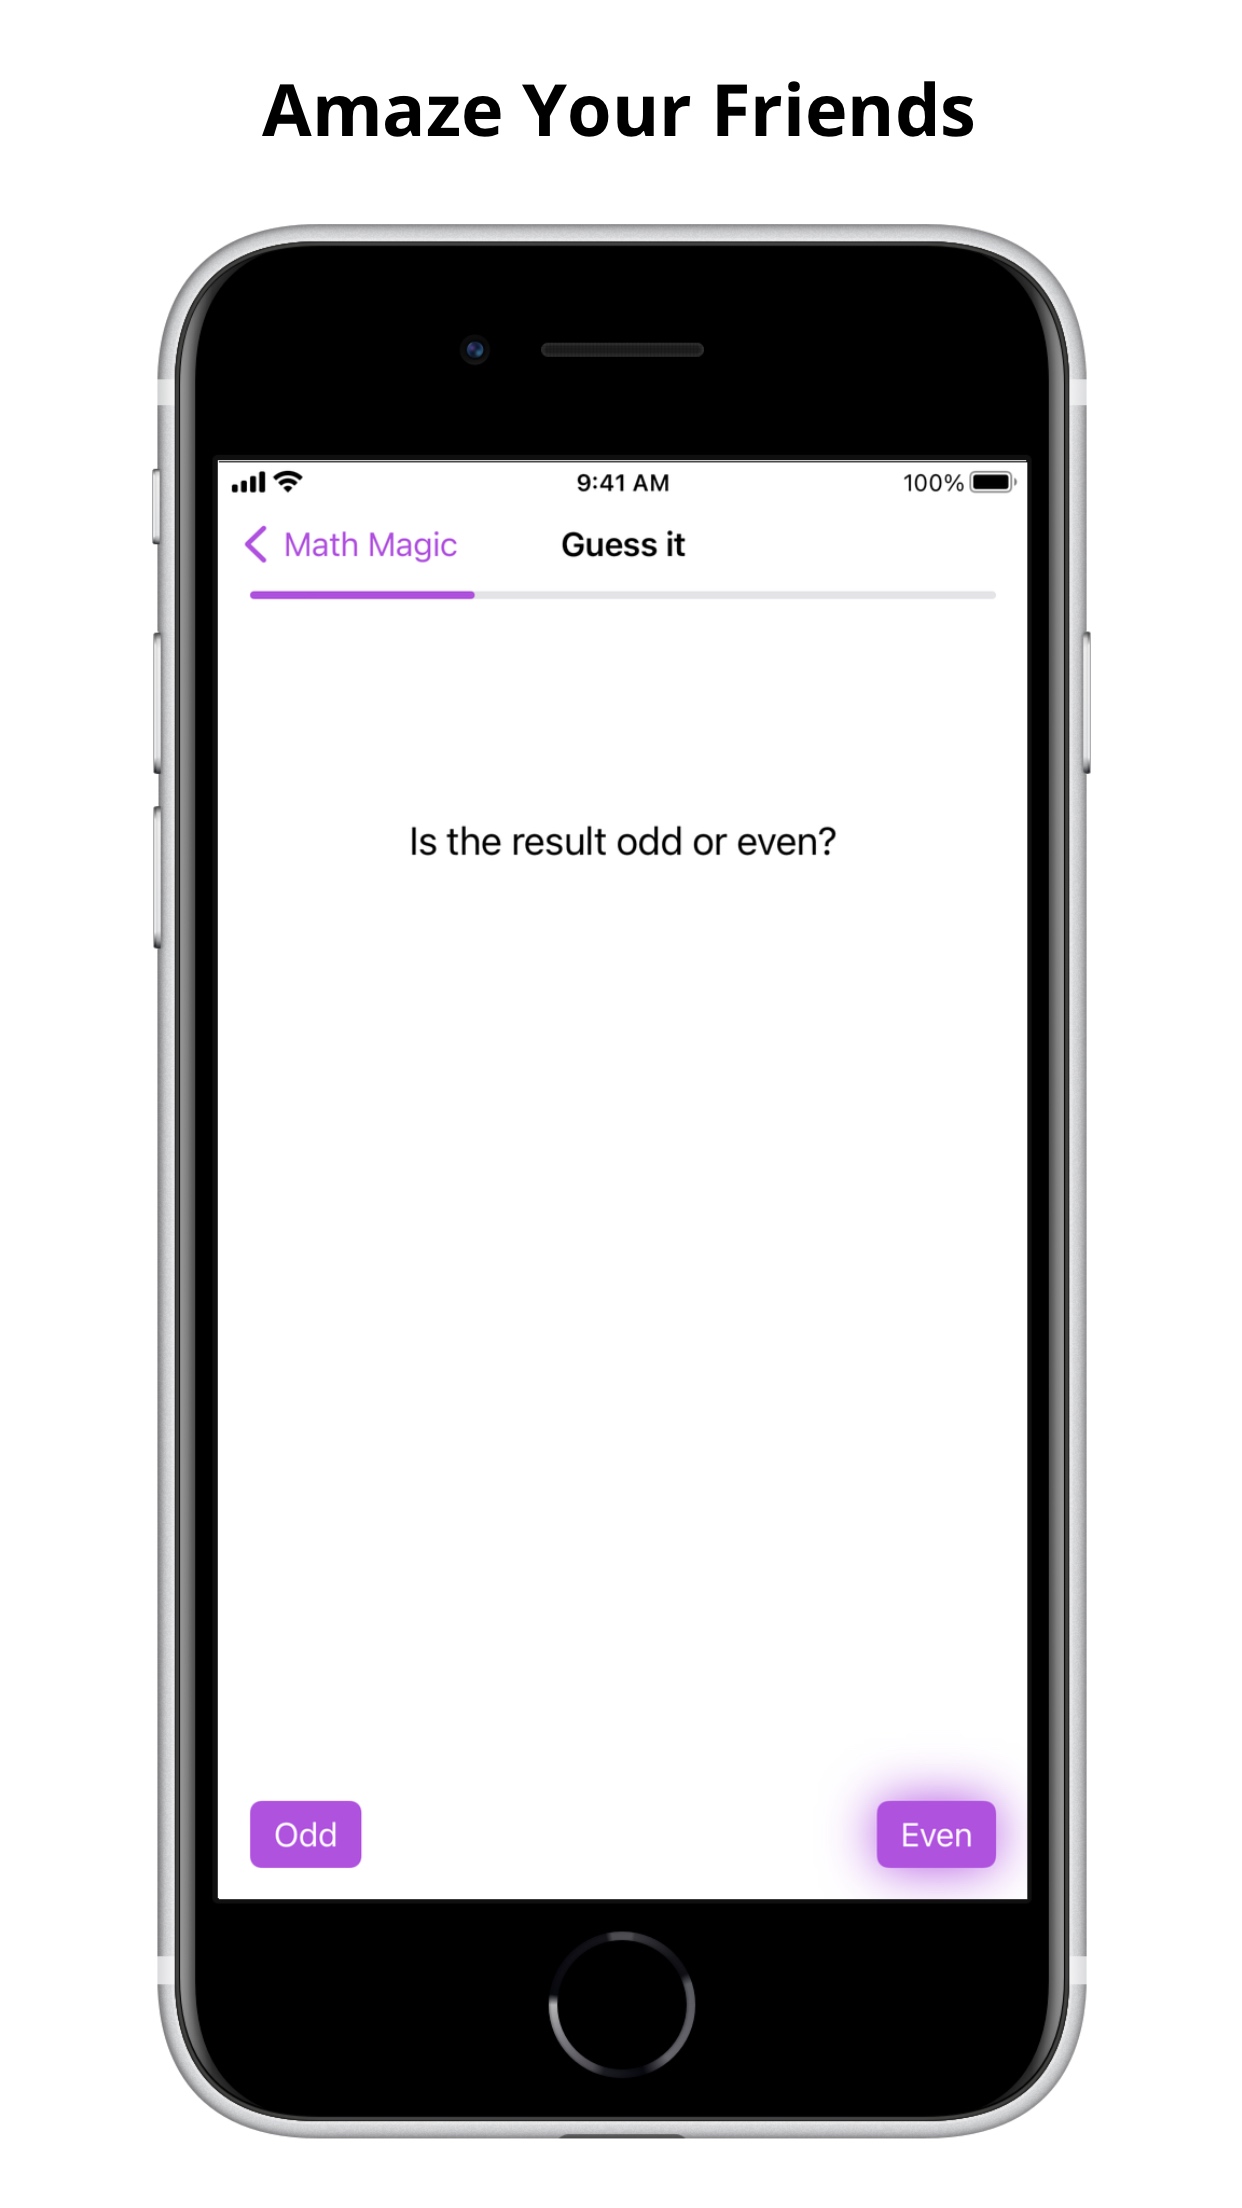 Amaze Your Friends
9:41 AM
100%
Math Magic
Guess it
Is the result odd or even?
Odd
Even